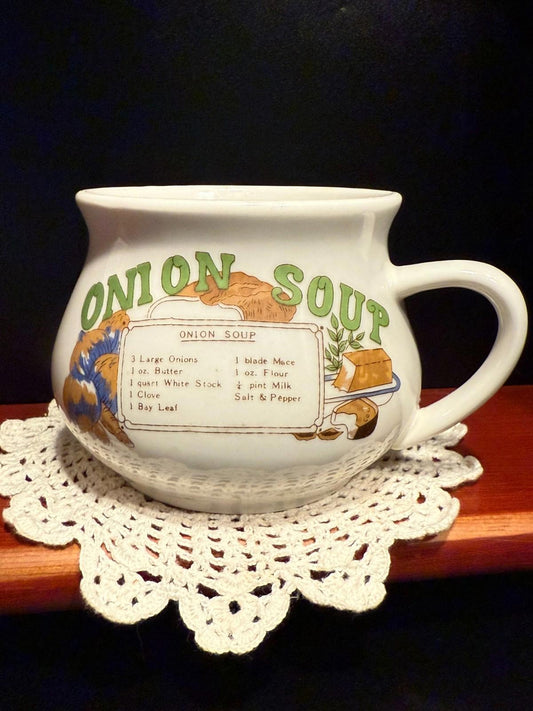 ONION SOUP
ONION SOUP
3 Large Onions
1 oz. Butter
1 quart White Stock
1 Clove
1 Bay Leaf
1 blade Mace
1 oz. Flour
¼ pint Milk
Salt & Pepper